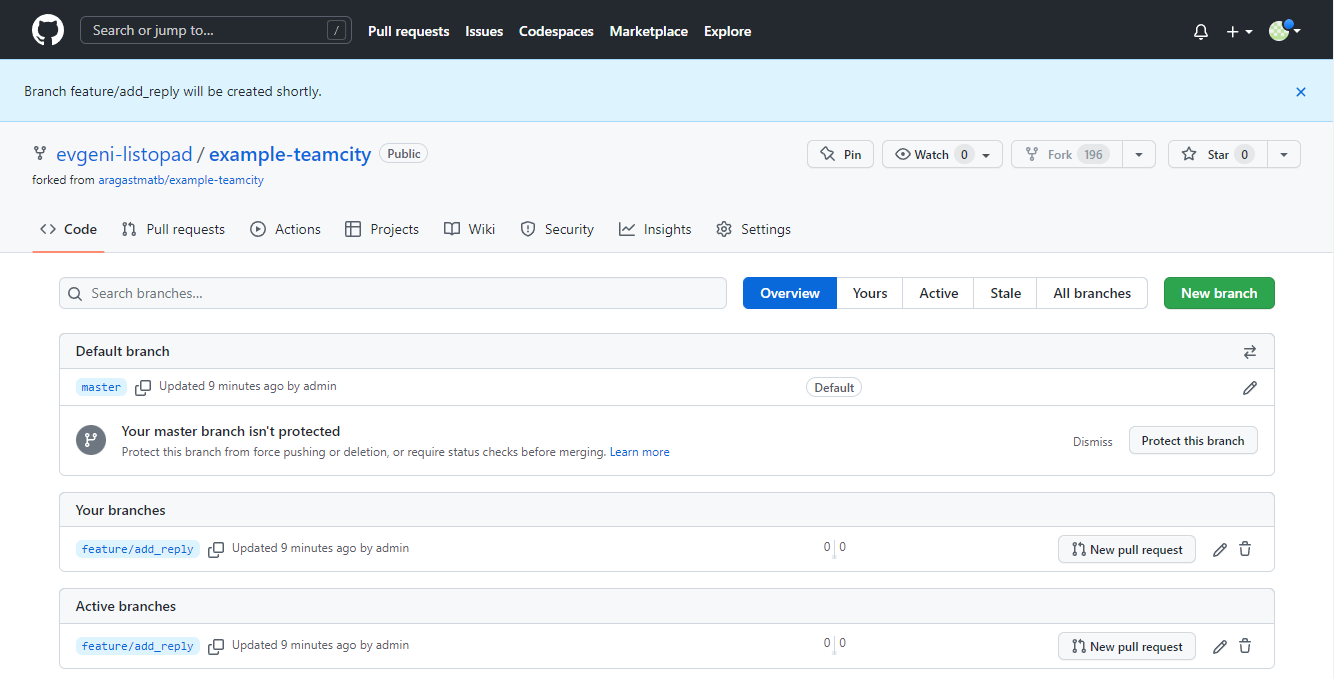 Search or jump to... / Pull requests Issues Codespaces Marketplace Explore
Branch feature/add_reply will be created shortly.
evgeni-listopad / example-teamcity Public Pin Watch 0 Fork 196 Star 0
forked from aragastmatb/example-teamcity
Code Pull requests Actions Projects Wiki Security Insights Settings
Search branches... Overview Yours Active Stale All branches New branch
Default branch
master Updated 9 minutes ago by admin Default
Your master branch isn't protected
Protect this branch from force pushing or deletion, or require status checks before merging. Learn more Dismiss Protect this branch
Your branches
feature/add_reply Updated 9 minutes ago by admin 0 0 New pull request
Active branches
feature/add_reply Updated 9 minutes ago by admin 0 0 New pull request